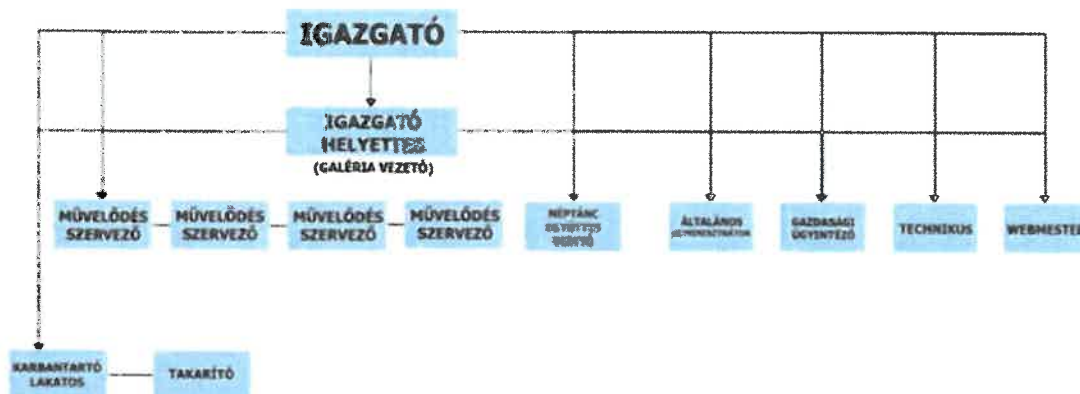 IGAZGATÓ
IGAZGATÓ
HELYETTES
(GALÉRIA VEZETŐ)
MŰVELŐDÉS
SZERVEZŐ
MŰVELŐDÉS
SZERVEZŐ
MŰVELŐDÉS
SZERVEZŐ
MŰVELŐDÉS
SZERVEZŐ
NÉPTÁNC
EGYÜTTES
ÁLTALÁNOS
GAZDASÁGI
ÜGYINTÉZŐ
TECHNIKUS
WEBMESTER
KARBANTARTÓ
LAKATOS
TAKARÍTÓ